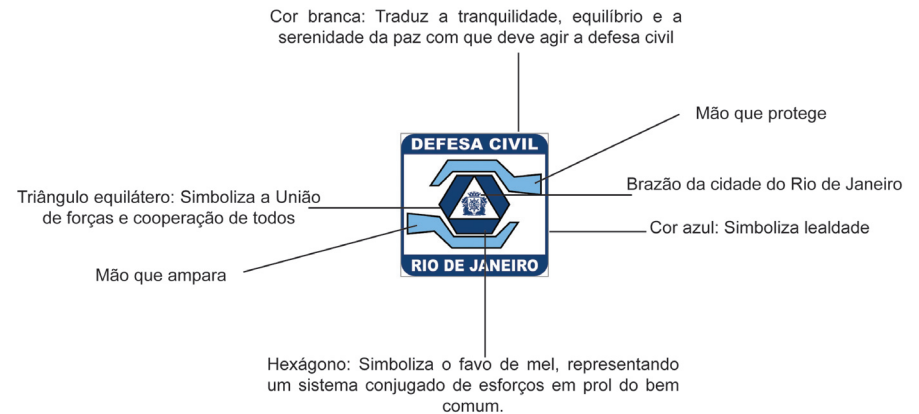 Cor branca: Traduz a tranquilidade, equilíbrio e a
serenidade da paz com que deve agir a defesa civil
Mão que protege
DEFESA CIVIL
Triângulo equilátero: Simboliza a União
de forças e cooperação de todos
Brazão da cidade do Rio de Janeiro
Cor azul: Simboliza lealdade
Mão que ampara
RIO DE JANEIRO
Hexágono: Simboliza o favo de mel, representando
um sistema conjugado de esforços em prol do bem
comum.